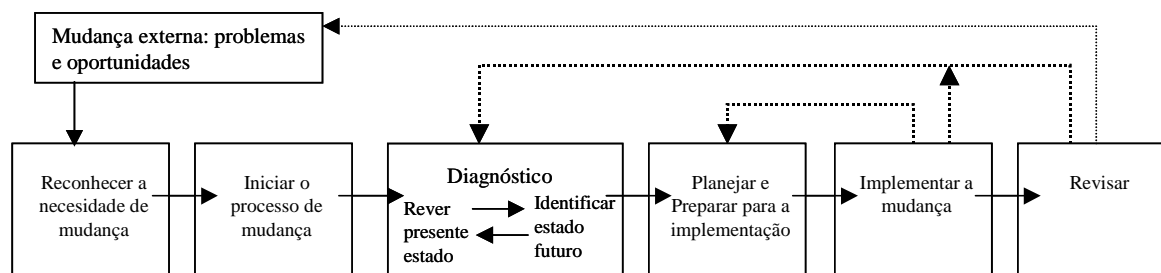 Mudança externa: problemas
e oportunidades
Reconhecer a
necesidade de
mudança
Iniciar o
processo de
mudança
Diagnóstico
Rever
presente
estado
Identificar
estado
futuro
Planejar e
Preparar para a
implementação
Implementar a
mudança
Revisar